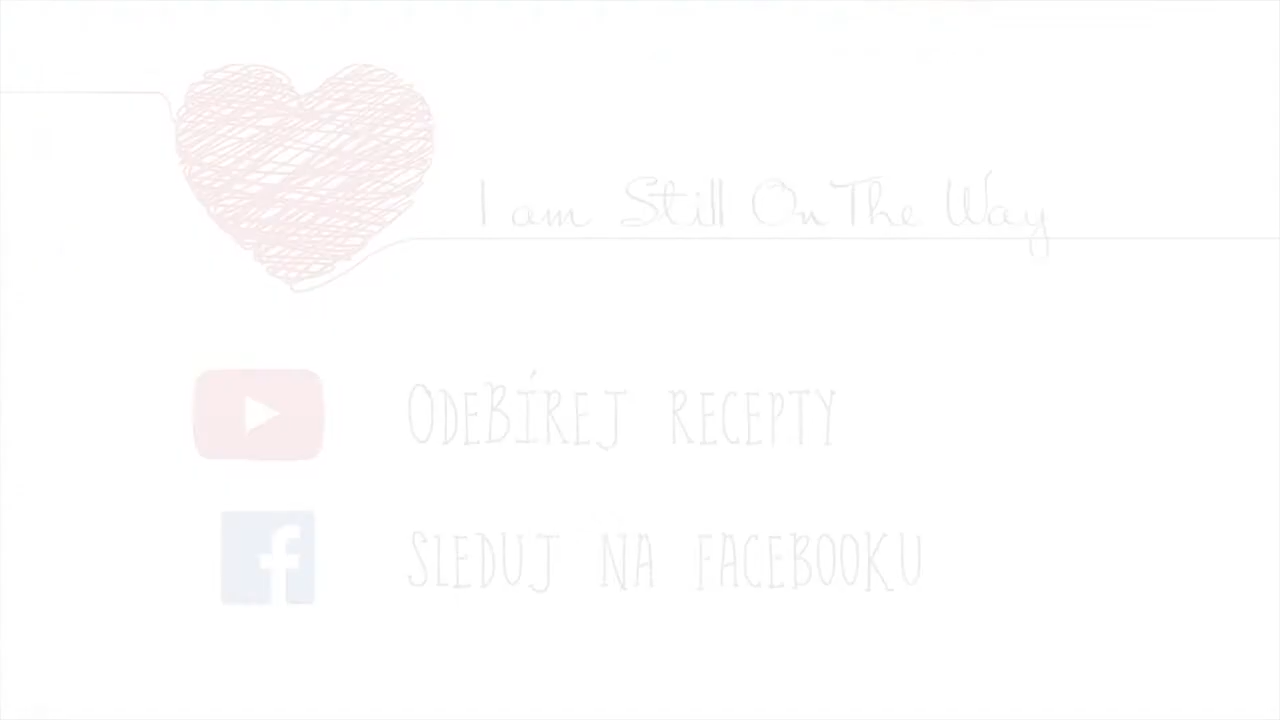 I am Still On The Way
ODEBÍREJ RECEPTY
SLEDUJ NA FACEBOOKU